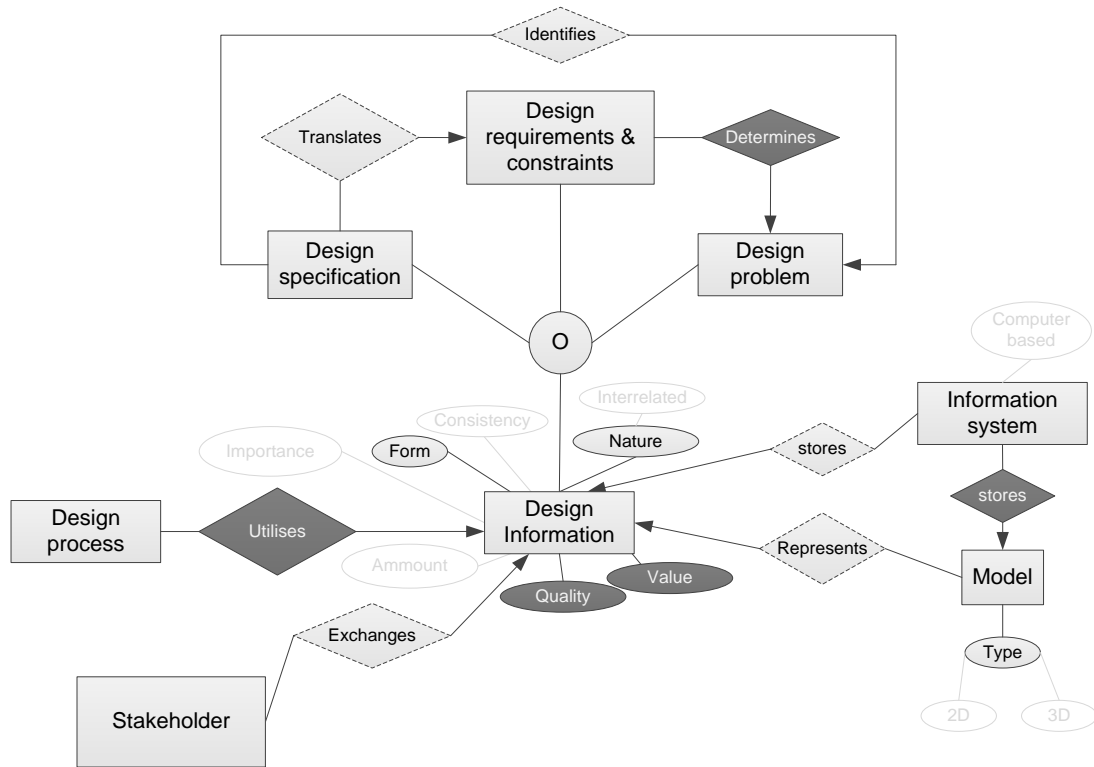 Identifies
Design
requirements &
constraints
Translates
Determines
Design
specification
Design
problem
O
Computer
based
Information
system
Interrelated
Consistency
Nature
Form
Importance
stores
stores
Design
Information
Design
process
Utilises
Represents
Ammount
Value
Quality
Model
Exchanges
Type
Stakeholder
2D
3D